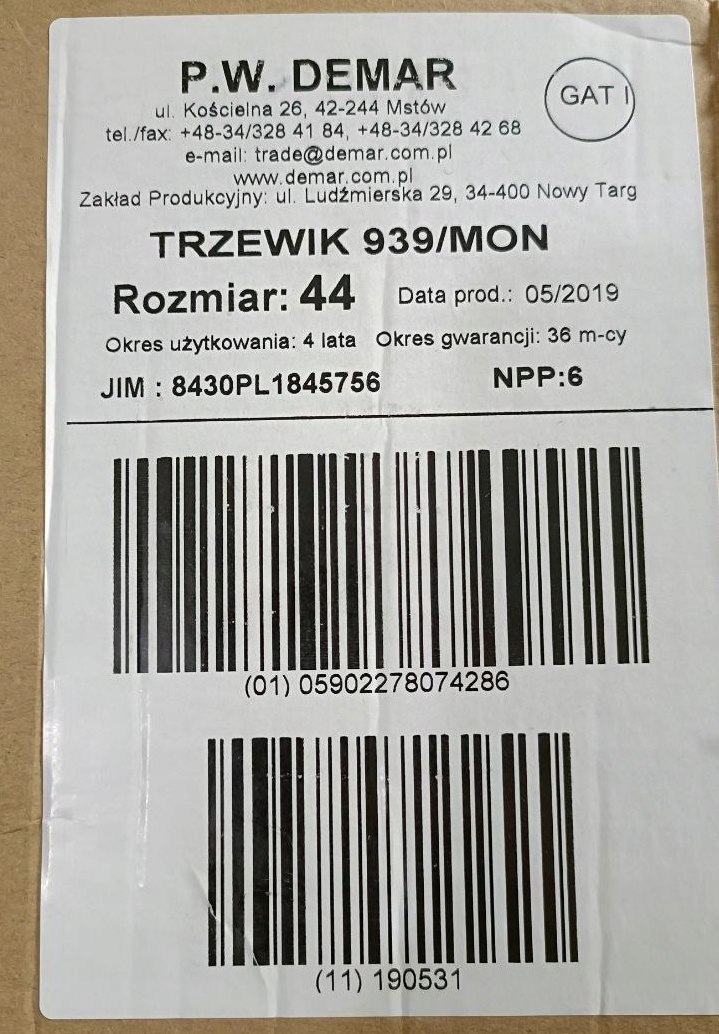 P.W. DEMAR
GAT I
ul. Kościelna 26, 42-244 Mstów
tel./fax: +48-34/328 41 84, +48-34/328 42 68
e-mail: trade@demar.com.pl
www.demar.com.pl
Zakład Produkcyjny: ul. Ludźmierska 29, 34-400 Nowy Targ
TRZEWIK 939/MON
Rozmiar: 44 Data prod.: 05/2019
Okres użytkowania: 4 lata Okres gwarancji: 36 m-cy
JIM : 8430PL1845756 NPP:6
(01) 05902278074286
(11) 190531